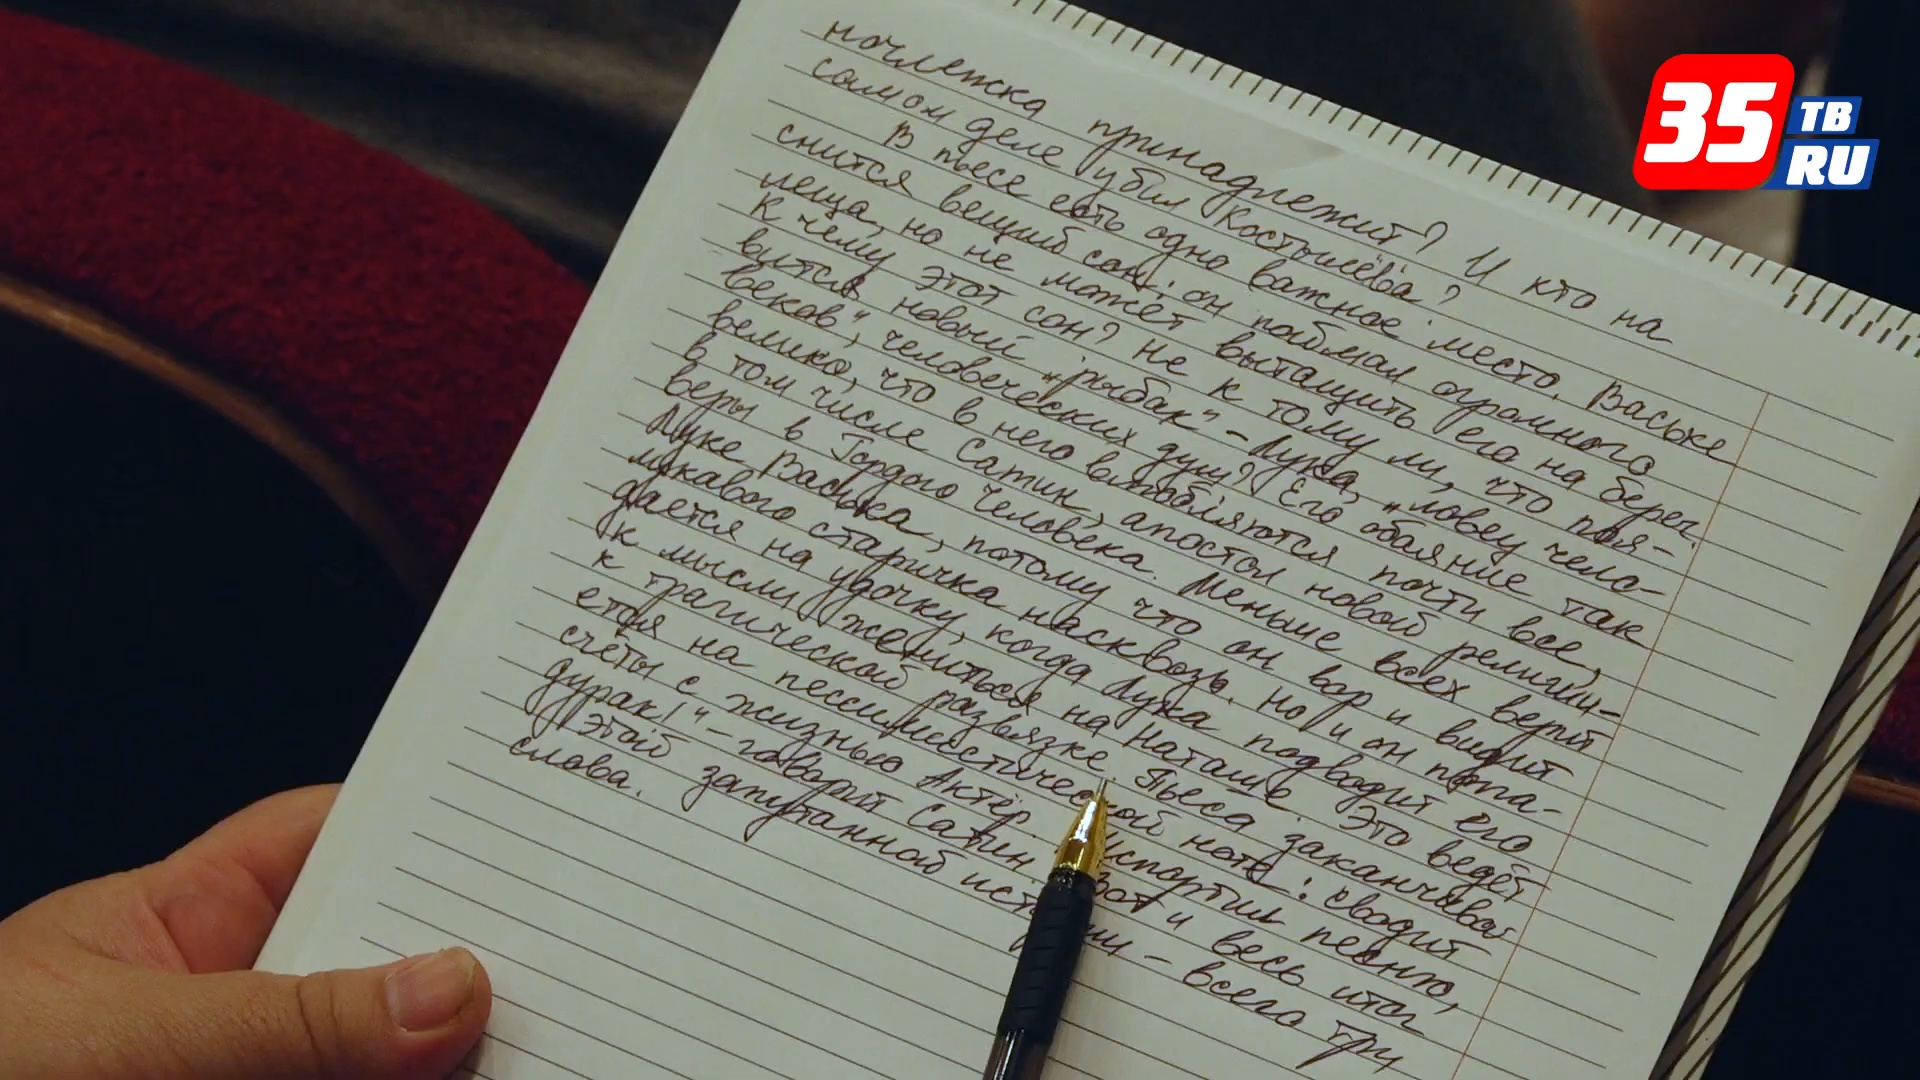 ночлежка принадлежит? И кто на
самом деле убил Костылёва?
В пьесе есть одно важное место. Ваське
снится вещий сон: он поймал огромного
леща, но не может вытащить его на берег.
К чему этот сон? Не к тому ли, что поя-
вится новый "рыбак" - Лука, "ловец чело-
веков", человеческих душ? Его обаяние так
велико, что в него влюбляются почти все,
в том числе Сатин, апостол новой религии -
веры в Гордого Человека. Меньше всех верит
Луке Васька, потому что он вор и видит
лукавого старичка насквозь. Но и он попа-
дается на удочку, когда Лука подводит его
к мысли жениться на Наташе. Это ведёт
к трагической развязке. Пьеса заканчива-
ется на пессимистической ноте: сводит
счёты с жизнью Актёр. испортил песню,
дурак!" - говорит Сатин. Вот и весь итог
этой запутанной истории - всего три
слова.
35
ТВ
RU